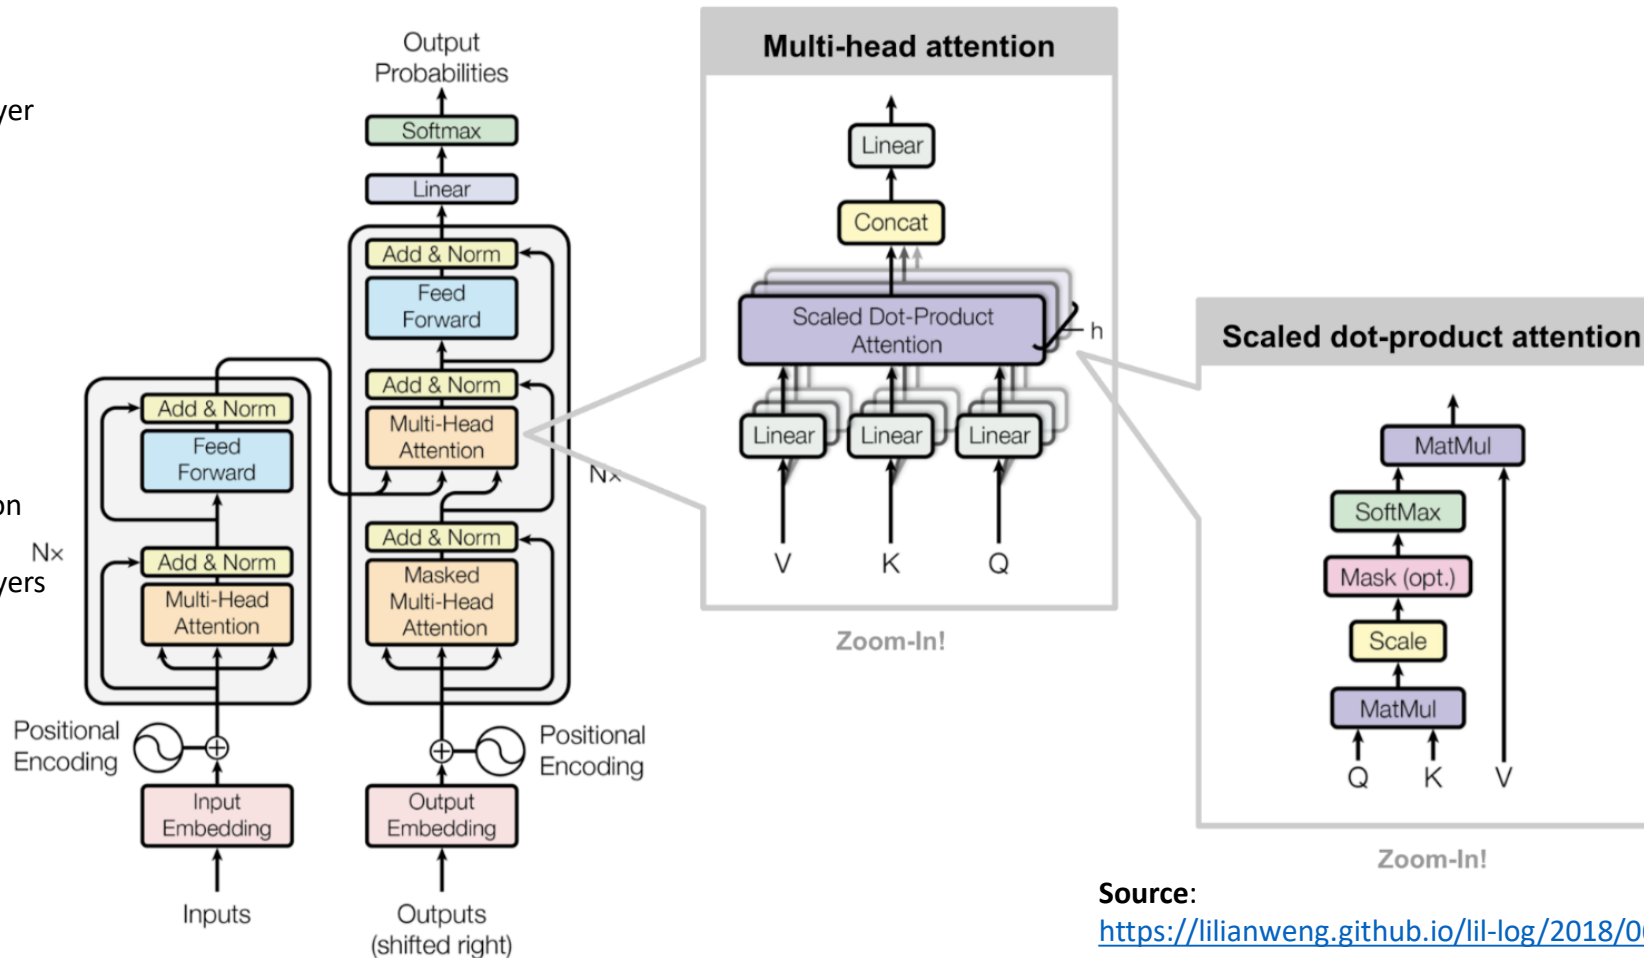 yer
on
yers
Output
Probabilities
Softmax
Linear
Add & Norm
Feed
Forward
Add & Norm
Multi-Head
Attention
Add & Norm
Masked
Multi-Head
Attention
Nx
Add & Norm
Feed
Forward
Add & Norm
Multi-Head
Attention
Nx
Positional
Encoding
Positional
Encoding
Input
Embedding
Output
Embedding
Inputs
Outputs
(shifted right)
Multi-head attention
Linear
Concat
Scaled Dot-Product
Attention
h
Linear
Linear
Linear
V
K
Q
Zoom-In!
Scaled dot-product attention
MatMul
SoftMax
Mask (opt.)
Scale
MatMul
Q
K
V
Zoom-In!
Source:
https://lilianweng.github.io/lil-log/2018/0